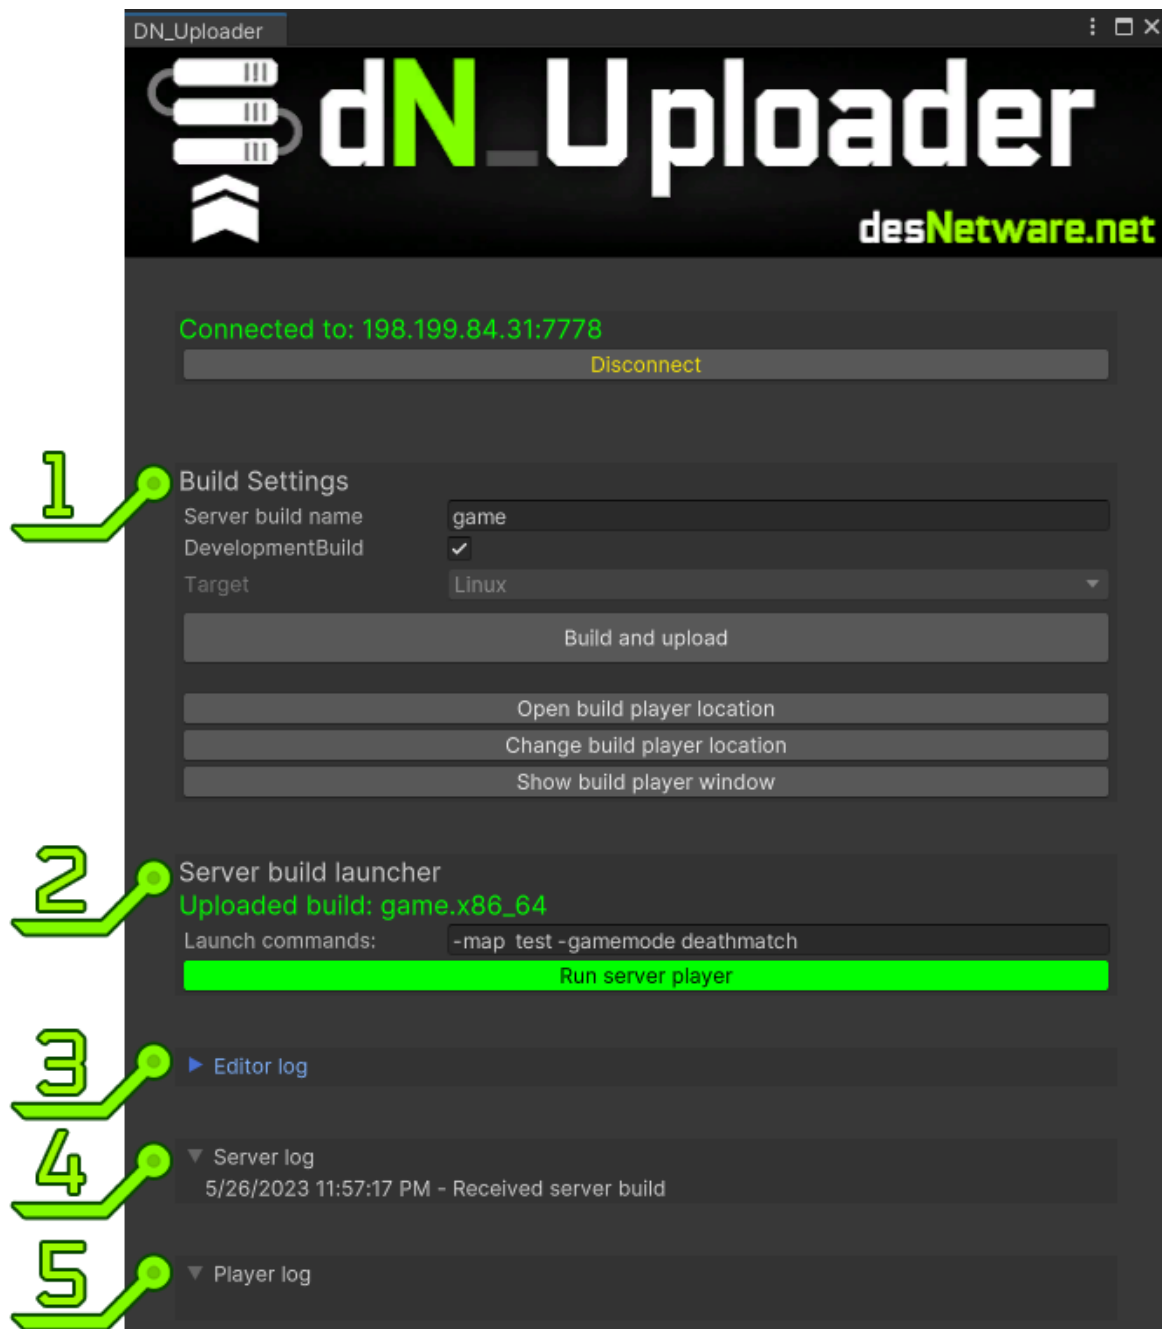 DN_Uploader
dN_Uploader
desNetware.net
Connected to: 198.199.84.31:7778
Disconnect
1
Build Settings
Server build name game
DevelopmentBuild
Target Linux
Build and upload
Open build player location
Change build player location
Show build player window
2
Server build launcher
Uploaded build: game.x86_64
Launch commands: -map test -gamemode deathmatch
Run server player
3
Editor log
4
Server log
5/26/2023 11:57:17 PM - Received server build
5
Player log